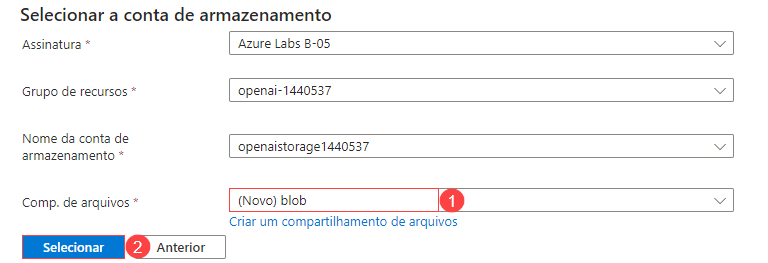 Selecionar a conta de armazenamento
Assinatura *
Azure Labs B-05
Grupo de recursos *
openai-1440537
Nome da conta de
armazenamento *
openaistorage1440537
Comp. de arquivos *
(Novo) blob
1
Criar um compartilhamento de arquivos
Selecionar
2
Anterior